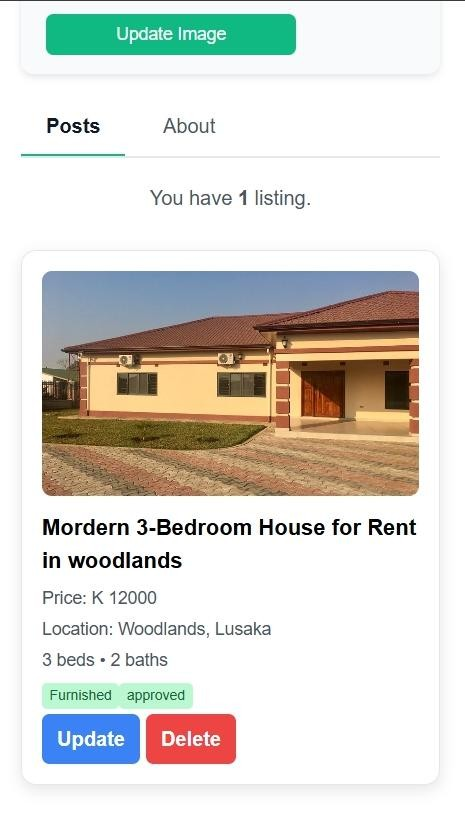 Update Image
Posts About
You have 1 listing.
Mordern 3-Bedroom House for Rent
in woodlands
Price: K 12000
Location: Woodlands, Lusaka
3 beds • 2 baths
Furnished approved
Update Delete